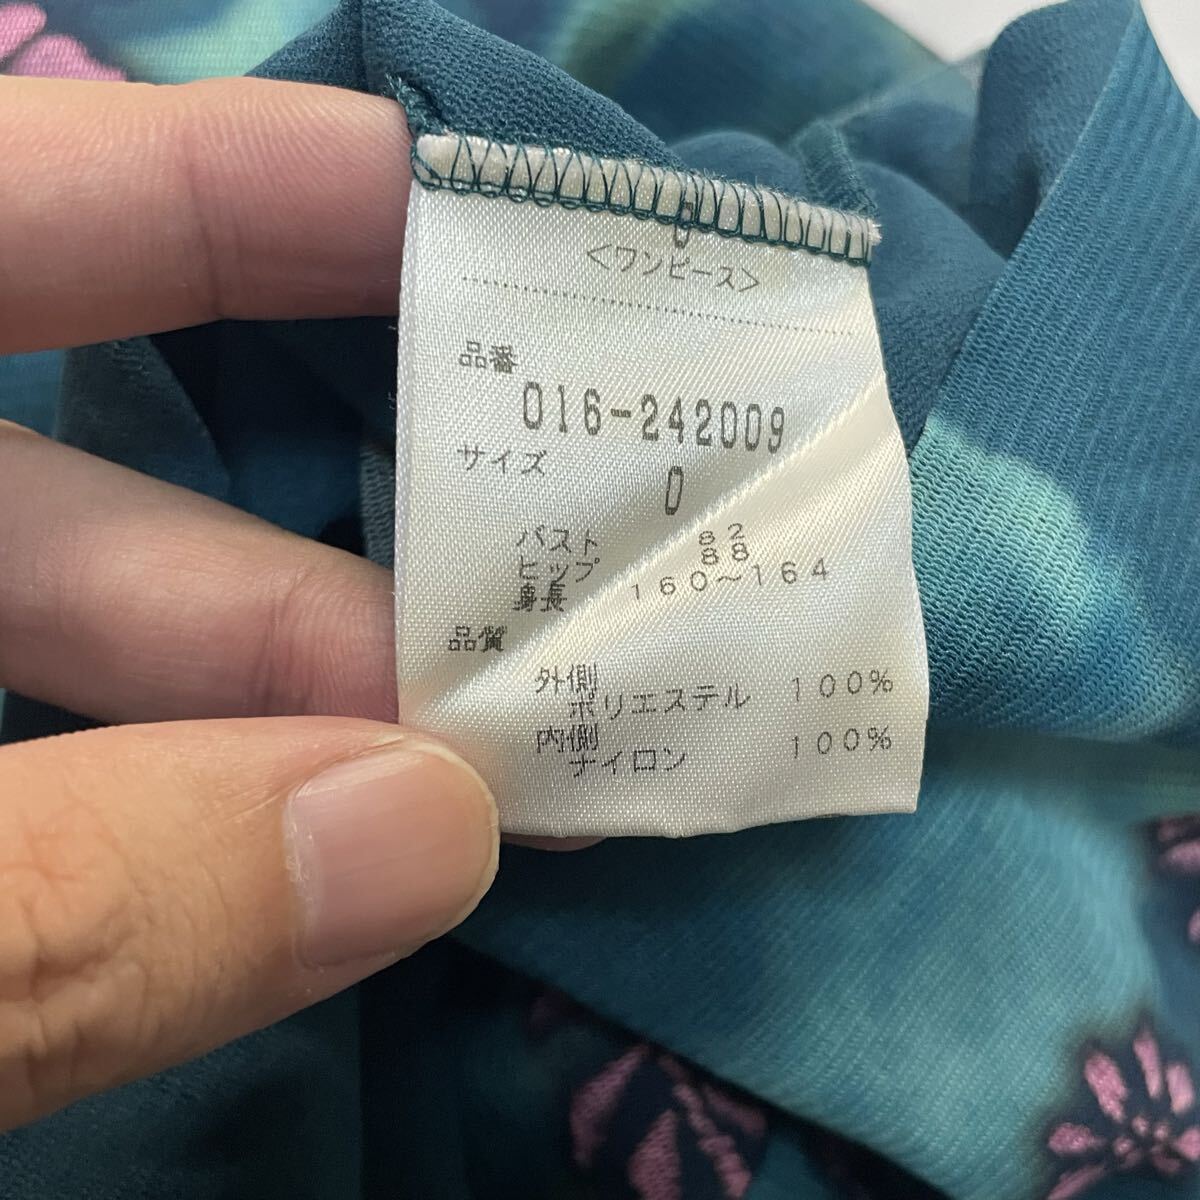 0
<ワンピース>
品番
016-242009
サイズ
0
バスト 82
ヒップ 88
身長 160～164
品質
外側
ポリエステル 100%
内側
ナイロン 100%